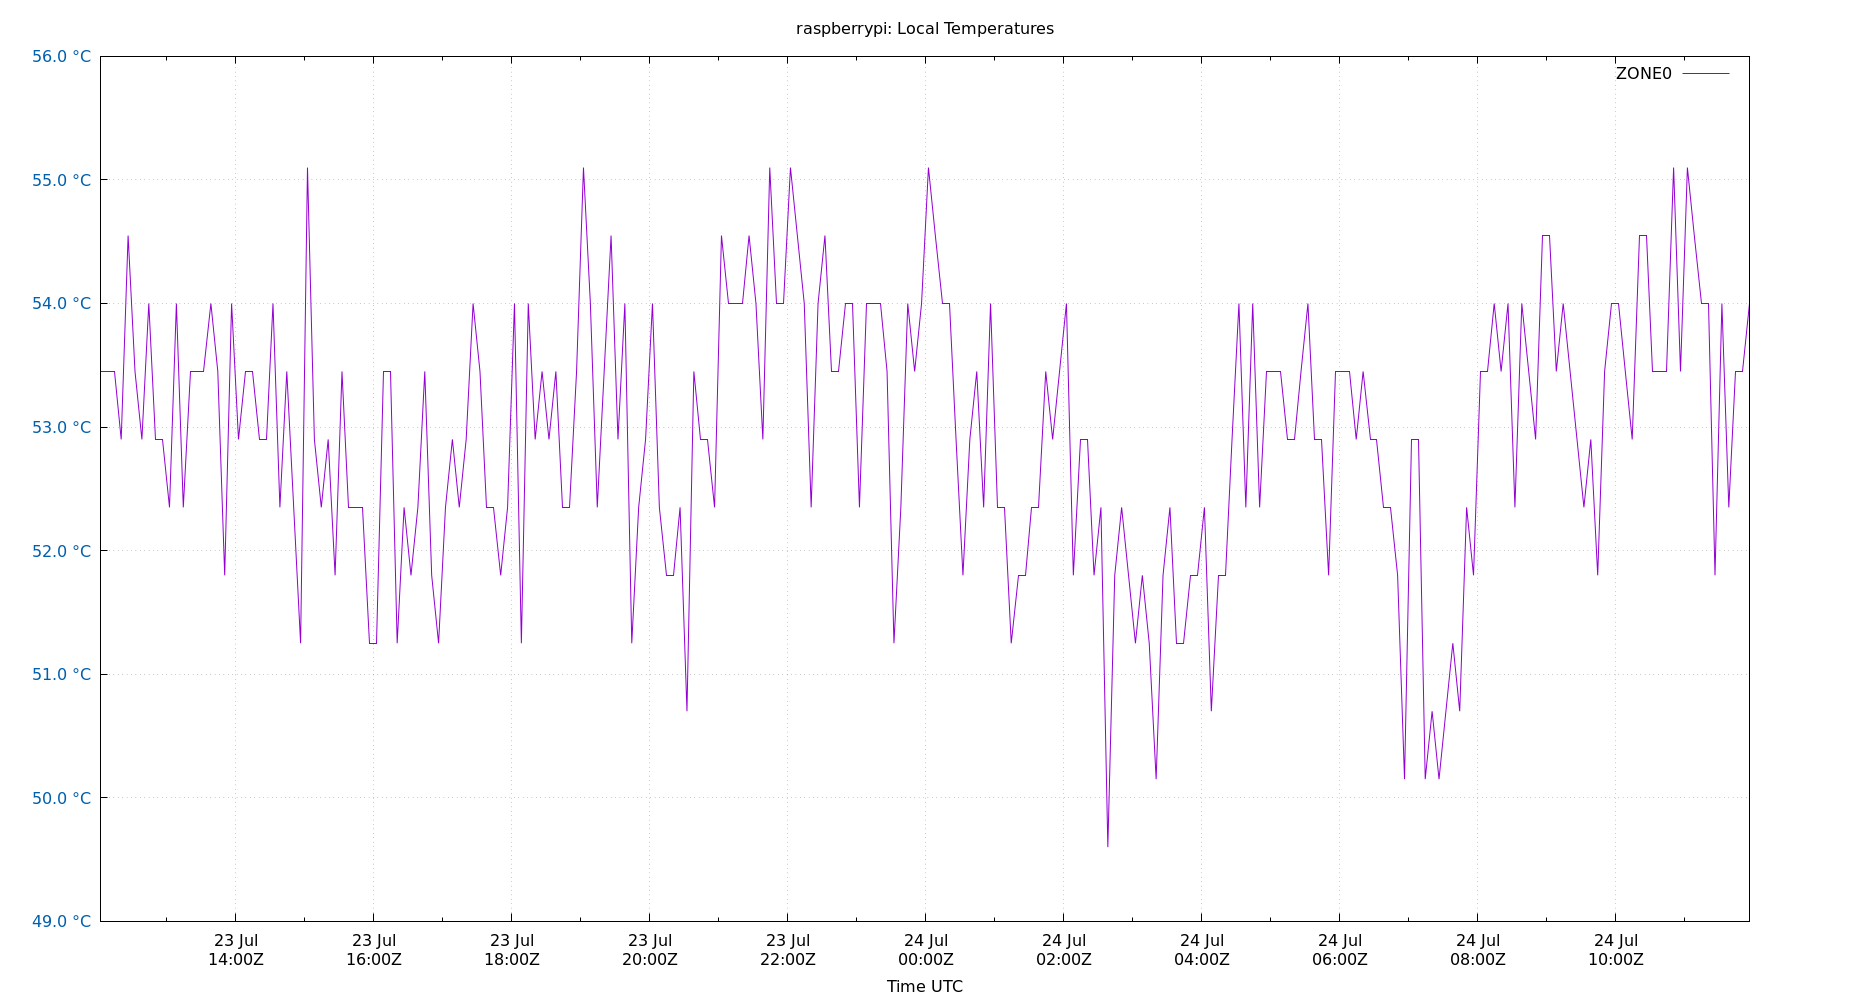 raspberrypi: Local Temperatures
ZONE0
56.0 °C
55.0 °C
54.0 °C
53.0 °C
52.0 °C
51.0 °C
50.0 °C
49.0 °C
23 Jul 23 Jul 23 Jul 23 Jul 23 Jul 24 Jul 24 Jul 24 Jul 24 Jul 24 Jul 24 Jul
14:00Z 16:00Z 18:00Z 20:00Z 22:00Z 00:00Z 02:00Z 04:00Z 06:00Z 08:00Z 10:00Z
Time UTC